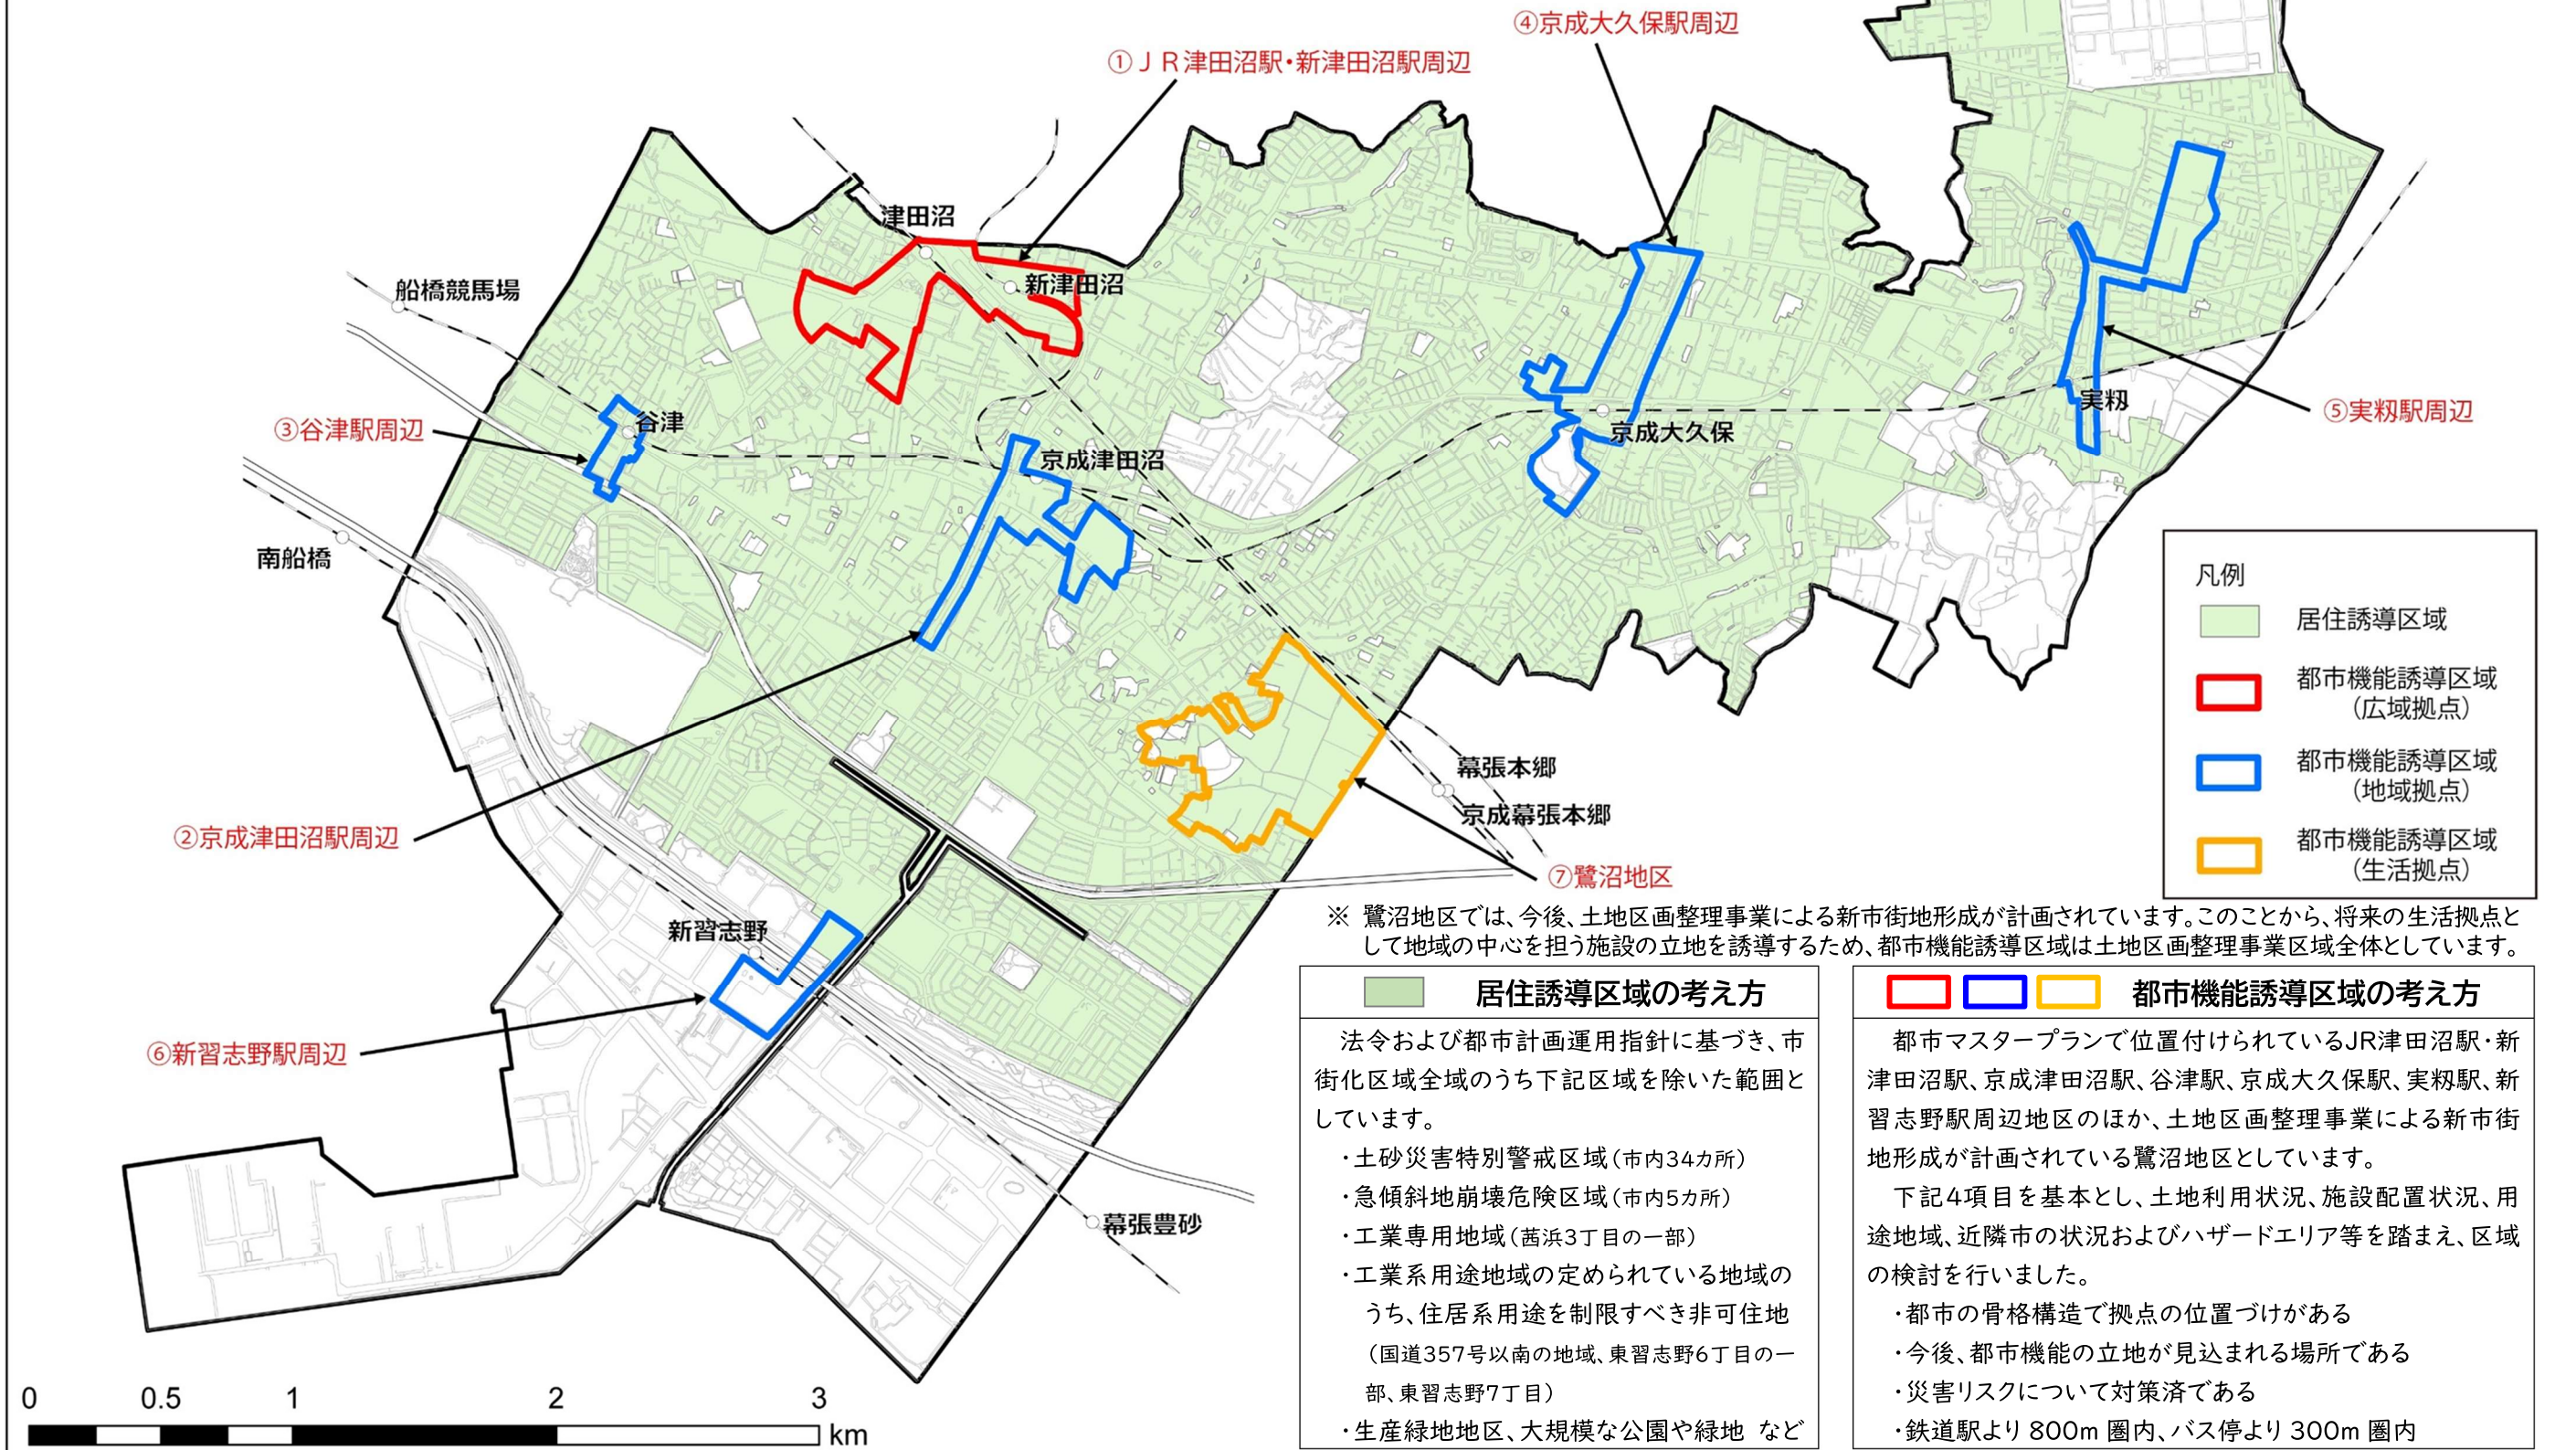 ④京成大久保駅周辺
①ＪＲ津田沼駅・新津田沼駅周辺
津田沼
新津田沼
船橋競馬場
③谷津駅周辺
谷津
京成津田沼
京成大久保
実籾
⑤実籾駅周辺
南船橋
②京成津田沼駅周辺
幕張本郷
京成幕張本郷
⑦鷺沼地区
新習志野
⑥新習志野駅周辺
幕張豊砂
凡例
居住誘導区域
都市機能誘導区域
（広域拠点）
都市機能誘導区域
（地域拠点）
都市機能誘導区域
（生活拠点）
※ 鷺沼地区では、今後、土地区画整理事業による新市街地形成が計画されています。このことから、将来の生活拠点と
して地域の中心を担う施設の立地を誘導するため、都市機能誘導区域は土地区画整理事業区域全体としています。
居住誘導区域の考え方
法令および都市計画運用指針に基づき、市
街化区域全域のうち下記区域を除いた範囲と
しています。
・土砂災害特別警戒区域（市内34カ所）
・急傾斜地崩壊危険区域（市内5カ所）
・工業専用地域（茜浜3丁目の一部）
・工業系用途地域の定められている地域の
うち、住居系用途を制限すべき非可住地
（国道357号以南の地域、東習志野6丁目の一
部、東習志野7丁目）
・生産緑地地区、大規模な公園や緑地 など
都市機能誘導区域の考え方
都市マスタープランで位置付けられているJR津田沼駅・新
津田沼駅、京成津田沼駅、谷津駅、京成大久保駅、実籾駅、新
習志野駅周辺地区のほか、土地区画整理事業による新市街
地形成が計画されている鷺沼地区としています。
下記4項目を基本とし、土地利用状況、施設配置状況、用
途地域、近隣市の状況およびハザードエリア等を踏まえ、区域
の検討を行いました。
・都市の骨格構造で拠点の位置づけがある
・今後、都市機能の立地が見込まれる場所である
・災害リスクについて対策済である
・鉄道駅より800m圏内、バス停より300m圏内
0 0.5 1 2 3
km